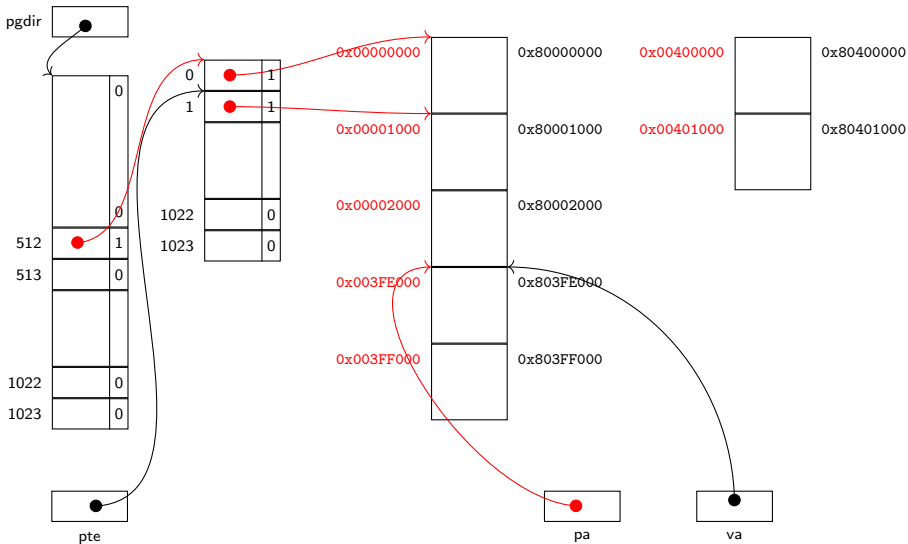 pgdir
0
0
512 1
513 0
1022 0
1023 0
pte
0 1
1 1
1022 0
1023 0
0x00000000 0x80000000
0x00001000 0x80001000
0x00002000 0x80002000
0x003FE000 0x803FE000
0x003FF000 0x803FF000
0x00400000 0x80400000
0x00401000 0x80401000
pa
va